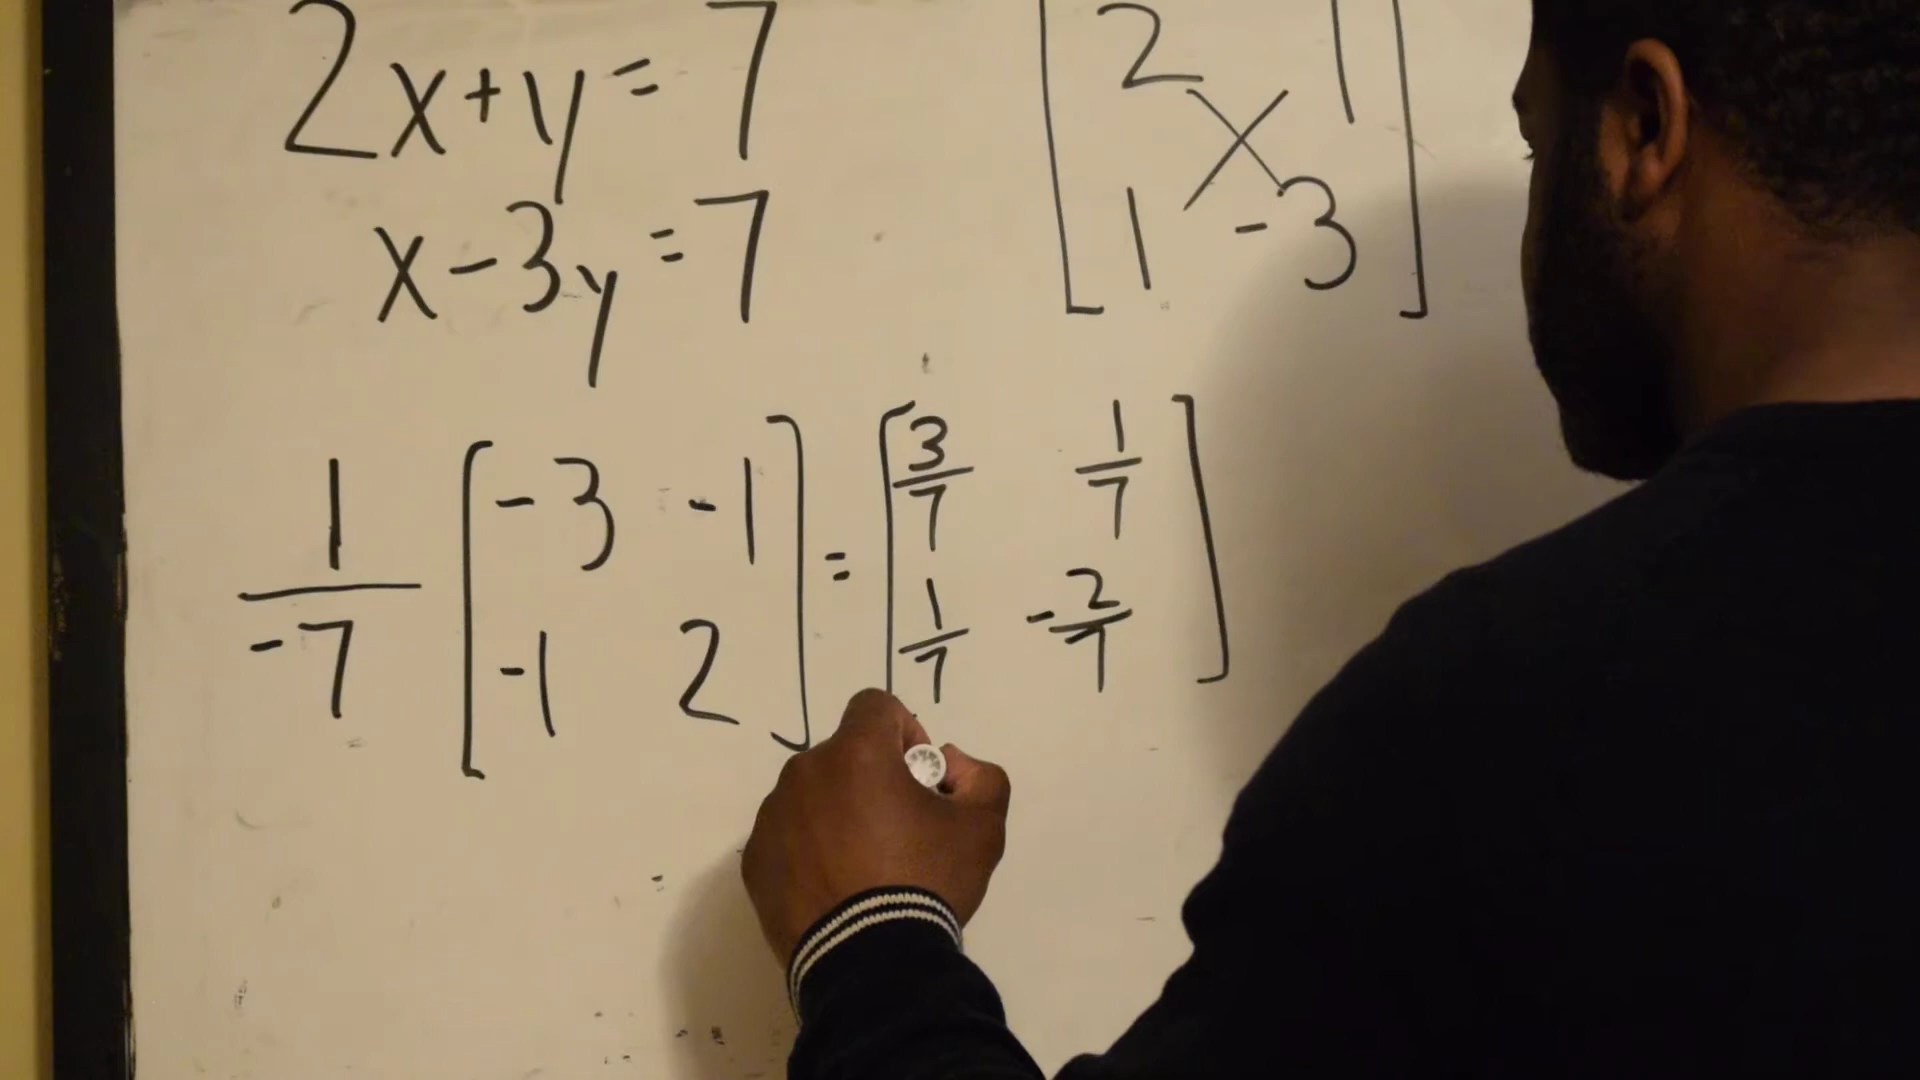 2x+y=7
x-3y=7
2 1
1 -3
1/-7 [-3 -1] = [3/7 1/7]
[-1 2] [1/7 -2/7]